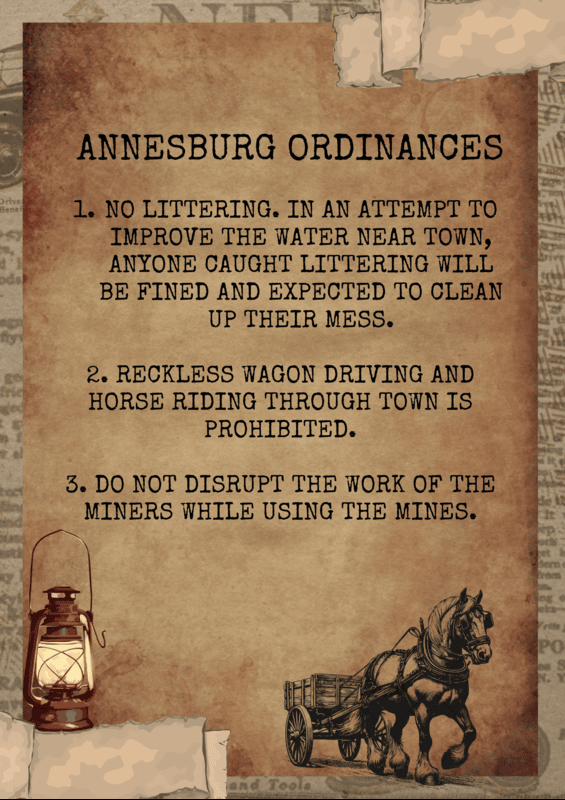 ANNESBURG ORDINANCES
1. NO LITTERING. IN AN ATTEMPT TO
IMPROVE THE WATER NEAR TOWN,
ANYONE CAUGHT LITTERING WILL
BE FINED AND EXPECTED TO CLEAN
UP THEIR MESS.
2. RECKLESS WAGON DRIVING AND
HORSE RIDING THROUGH TOWN IS
PROHIBITED.
3. DO NOT DISRUPT THE WORK OF THE
MINERS WHILE USING THE MINES.
and Tools